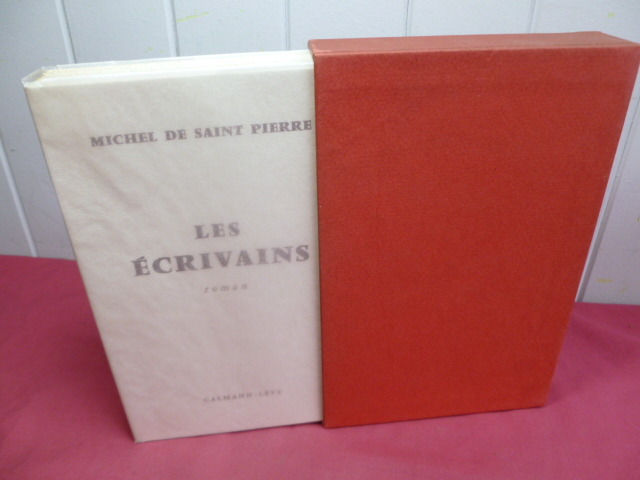 MICHEL DE SAINT PIERRE
LES
ÉCRIVAINS
roman
CALMANN-LÉVY